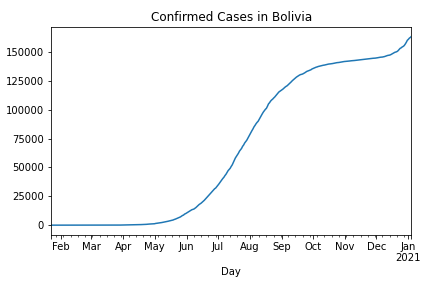 Confirmed Cases in Bolivia
150000
125000
100000
75000
50000
25000
0
Feb Mar Apr May Jun Jul Aug Sep Oct Nov Dec Jan
2021
Day